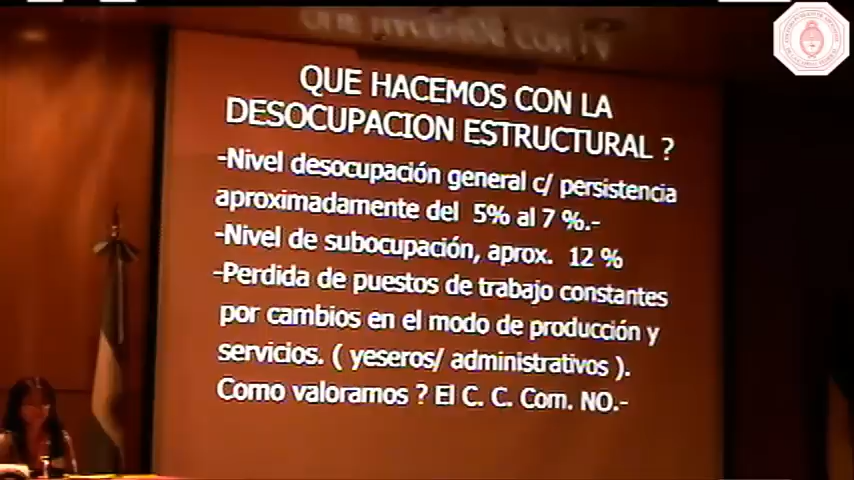 QUE HACEMOS CON LA
DESOCUPACION ESTRUCTURAL ?
-Nivel desocupación general c/ persistencia
aproximadamente del 5% al 7 %.-
-Nivel de subocupación, aprox. 12 %
-Perdida de puestos de trabajo constantes
por cambios en el modo de producción y
servicios. ( yeseros/ administrativos ).
Como valoramos ? El C. C. Com. NO.-